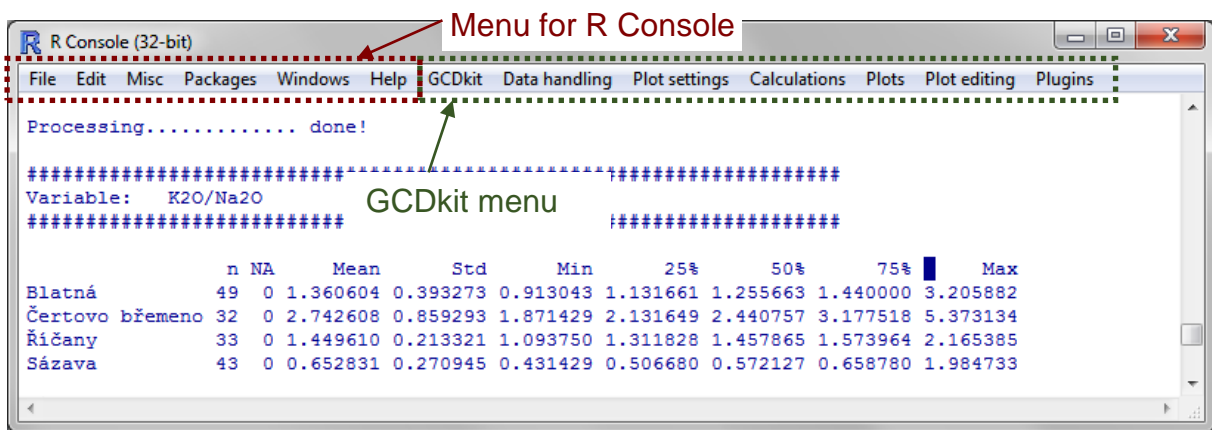 Menu for R Console
R Console (32-bit)
File Edit Misc Packages Windows Help GCDkit Data handling Plot settings Calculations Plots Plot editing Plugins
Processing............. done!
Variable: K2O/Na2O
GCDkit menu
n NA Mean Std Min 25% 50% 75% Max
Blatná 49 0 1.360604 0.393273 0.913043 1.131661 1.255663 1.440000 3.205882
Čertovo břemeno 32 0 2.742608 0.859293 1.871429 2.131649 2.440757 3.177518 5.373134
Říčany 33 0 1.449610 0.213321 1.093750 1.311828 1.457865 1.573964 2.165385
Sázava 43 0 0.652831 0.270945 0.431429 0.506680 0.572127 0.658780 1.984733